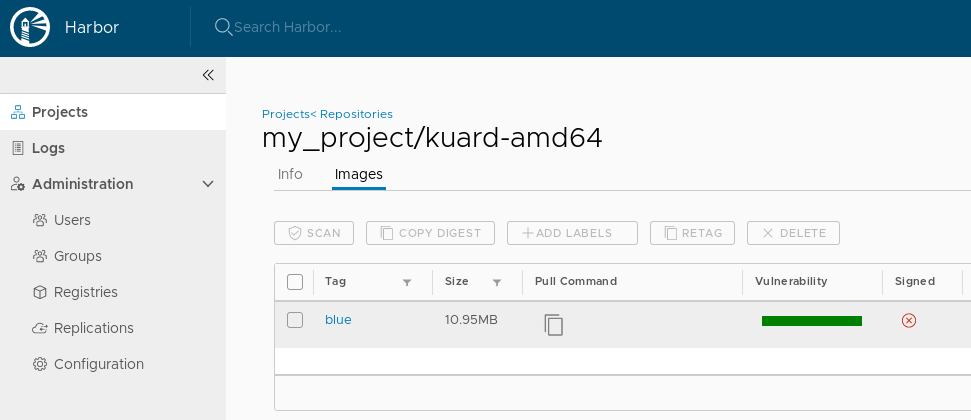 Harbor
Search Harbor...
Projects
Logs
Administration
Users
Groups
Registries
Replications
Configuration
Projects< Repositories
my_project/kuard-amd64
Info Images
SCAN COPY DIGEST ADD LABELS RETAG DELETE
Tag Size Pull Command Vulnerability Signed
blue 10.95MB